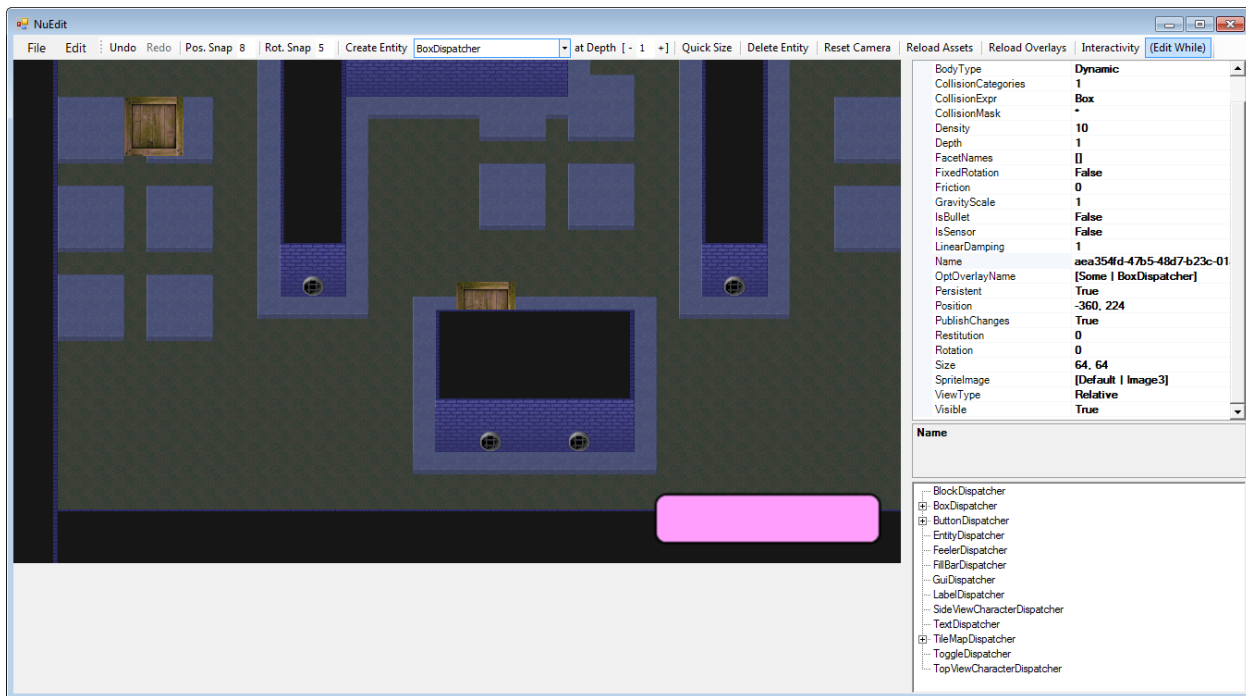 NuEdit
File Edit Undo Redo Pos. Snap 8 Rot. Snap 5 Create Entity BoxDispatcher at Depth [ - 1 +] Quick Size Delete Entity Reset Camera Reload Assets Reload Overlays Interactivity (Edit While)
BodyType Dynamic
CollisionCategories 1
CollisionExpr Box
CollisionMask *
Density 10
Depth 1
FacetNames []
FixedRotation False
Friction 0
GravityScale 1
IsBullet False
IsSensor False
LinearDamping 1
Name aea354fd-47b5-48d7-b23c-01
OptOverlayName [Some | BoxDispatcher]
Persistent True
Position -360, 224
PublishChanges True
Restitution 0
Rotation 0
Size 64, 64
SpriteImage [Default | Image3]
ViewType Relative
Visible True
Name
BlockDispatcher
BoxDispatcher
ButtonDispatcher
EntityDispatcher
FeelerDispatcher
FillBarDispatcher
GuiDispatcher
LabelDispatcher
SideViewCharacterDispatcher
TextDispatcher
TileMapDispatcher
ToggleDispatcher
TopViewCharacterDispatcher